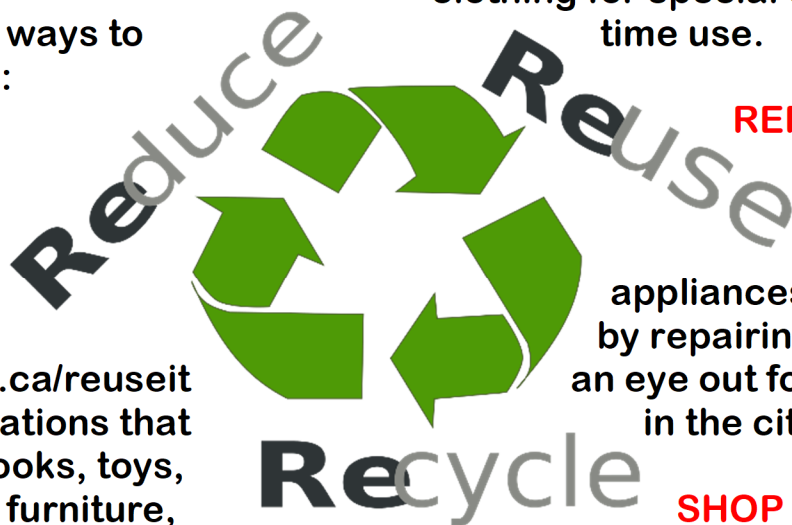 ways to
:
Reduce
.ca/reuseit
ations that
ooks, toys,
furniture,
time use.
Reuse
appliances
by repairin
an eye out fo
in the cit
SHOP
Recycle